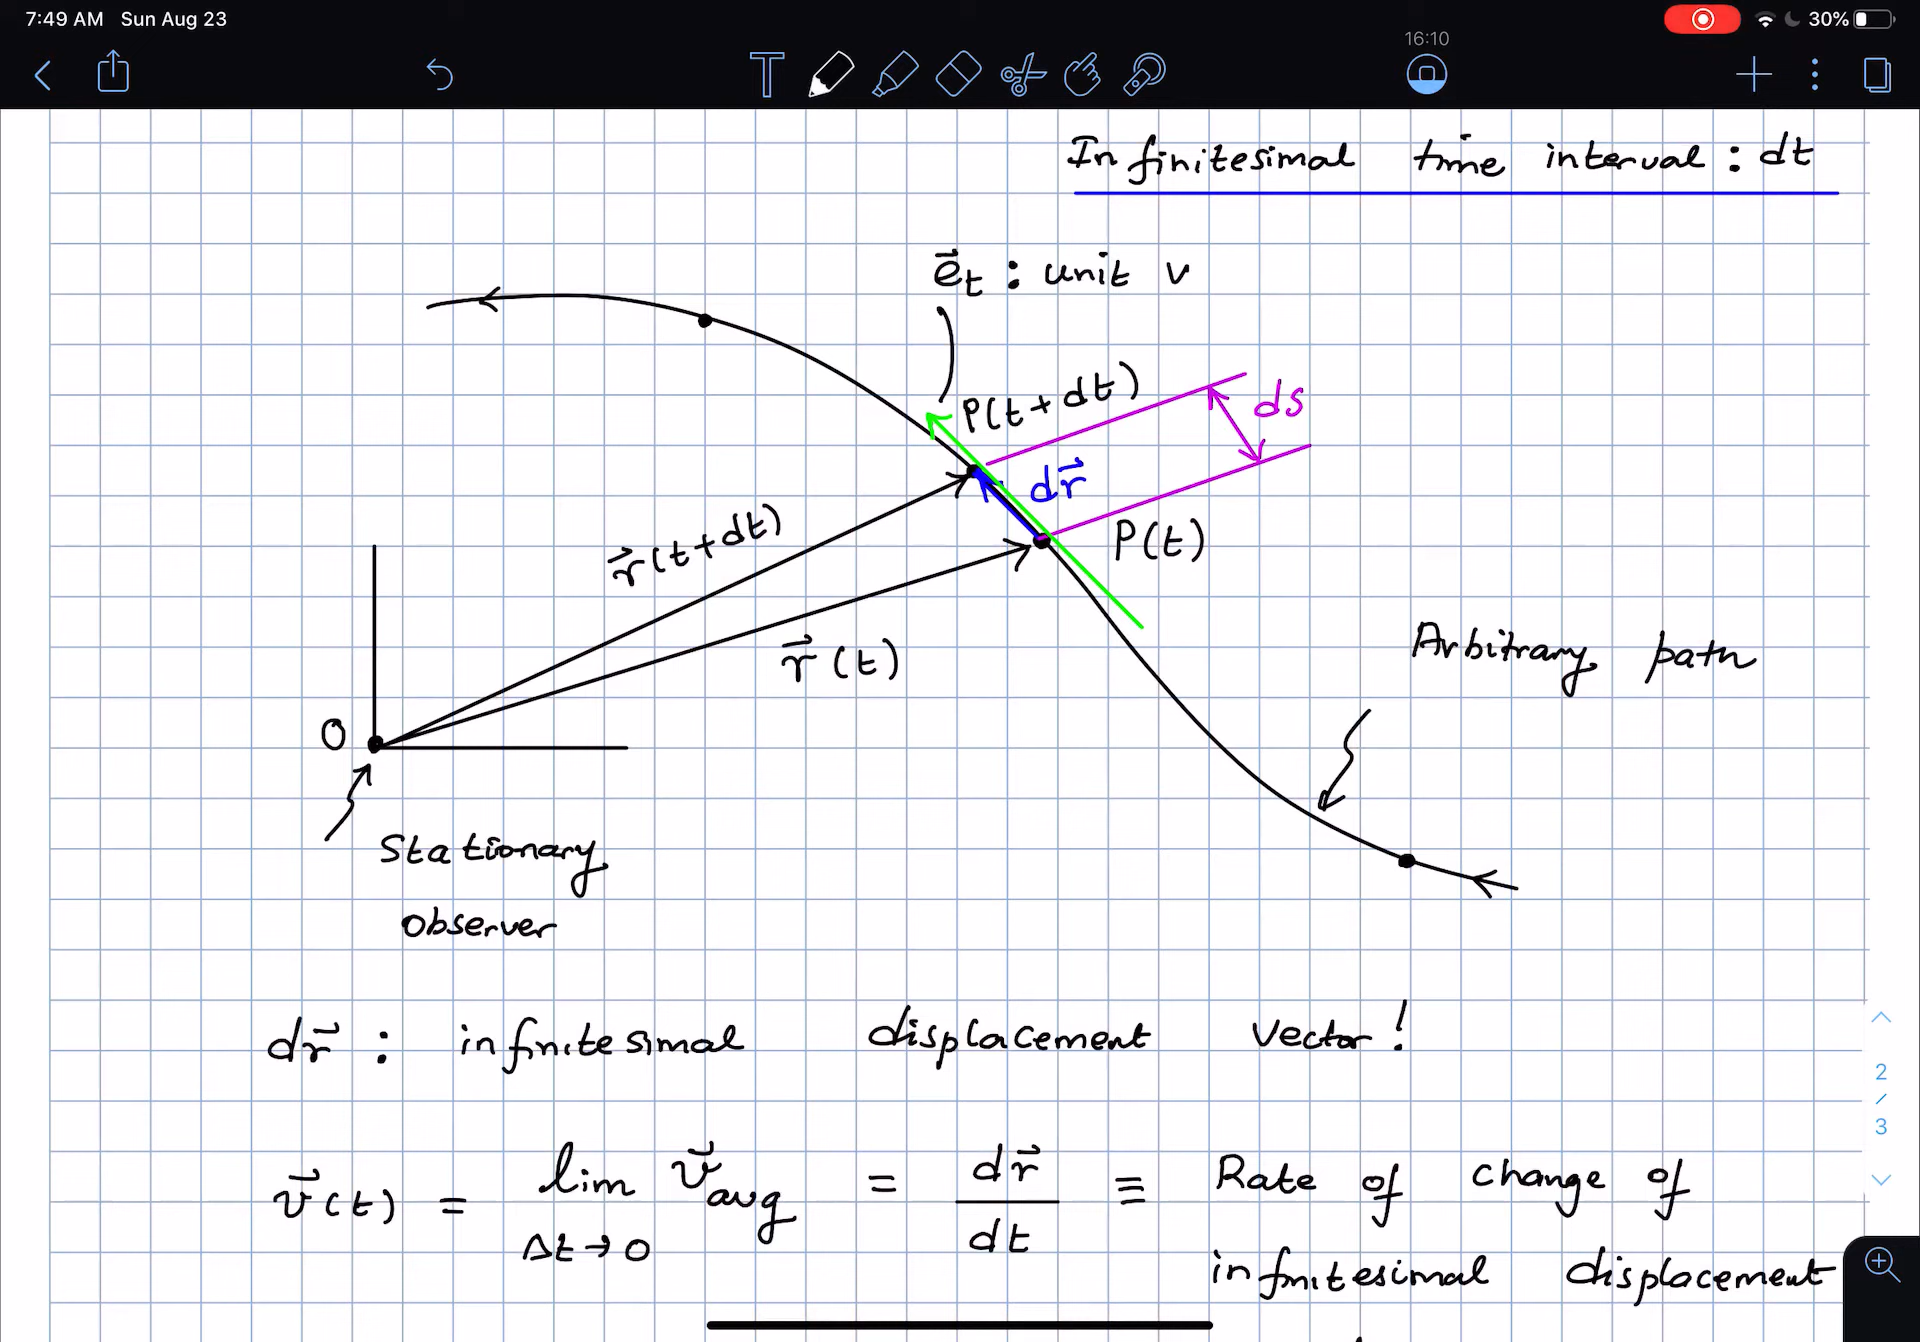 7:49 AM Sun Aug 23
30%
16:10
Infinitesimal time interval : dt
e⃗t : unit v
P(t+dt)
ds
dr⃗
r⃗(t+dt)
P(t)
r⃗(t)
Arbitrary path
O
Stationary
Observer
dr⃗ : infinitesimal displacement vector!
v⃗(t) = lim Δt→0 v⃗avg = dr⃗/dt ≡ Rate of change of
infinitesimal displacement
2
/
3